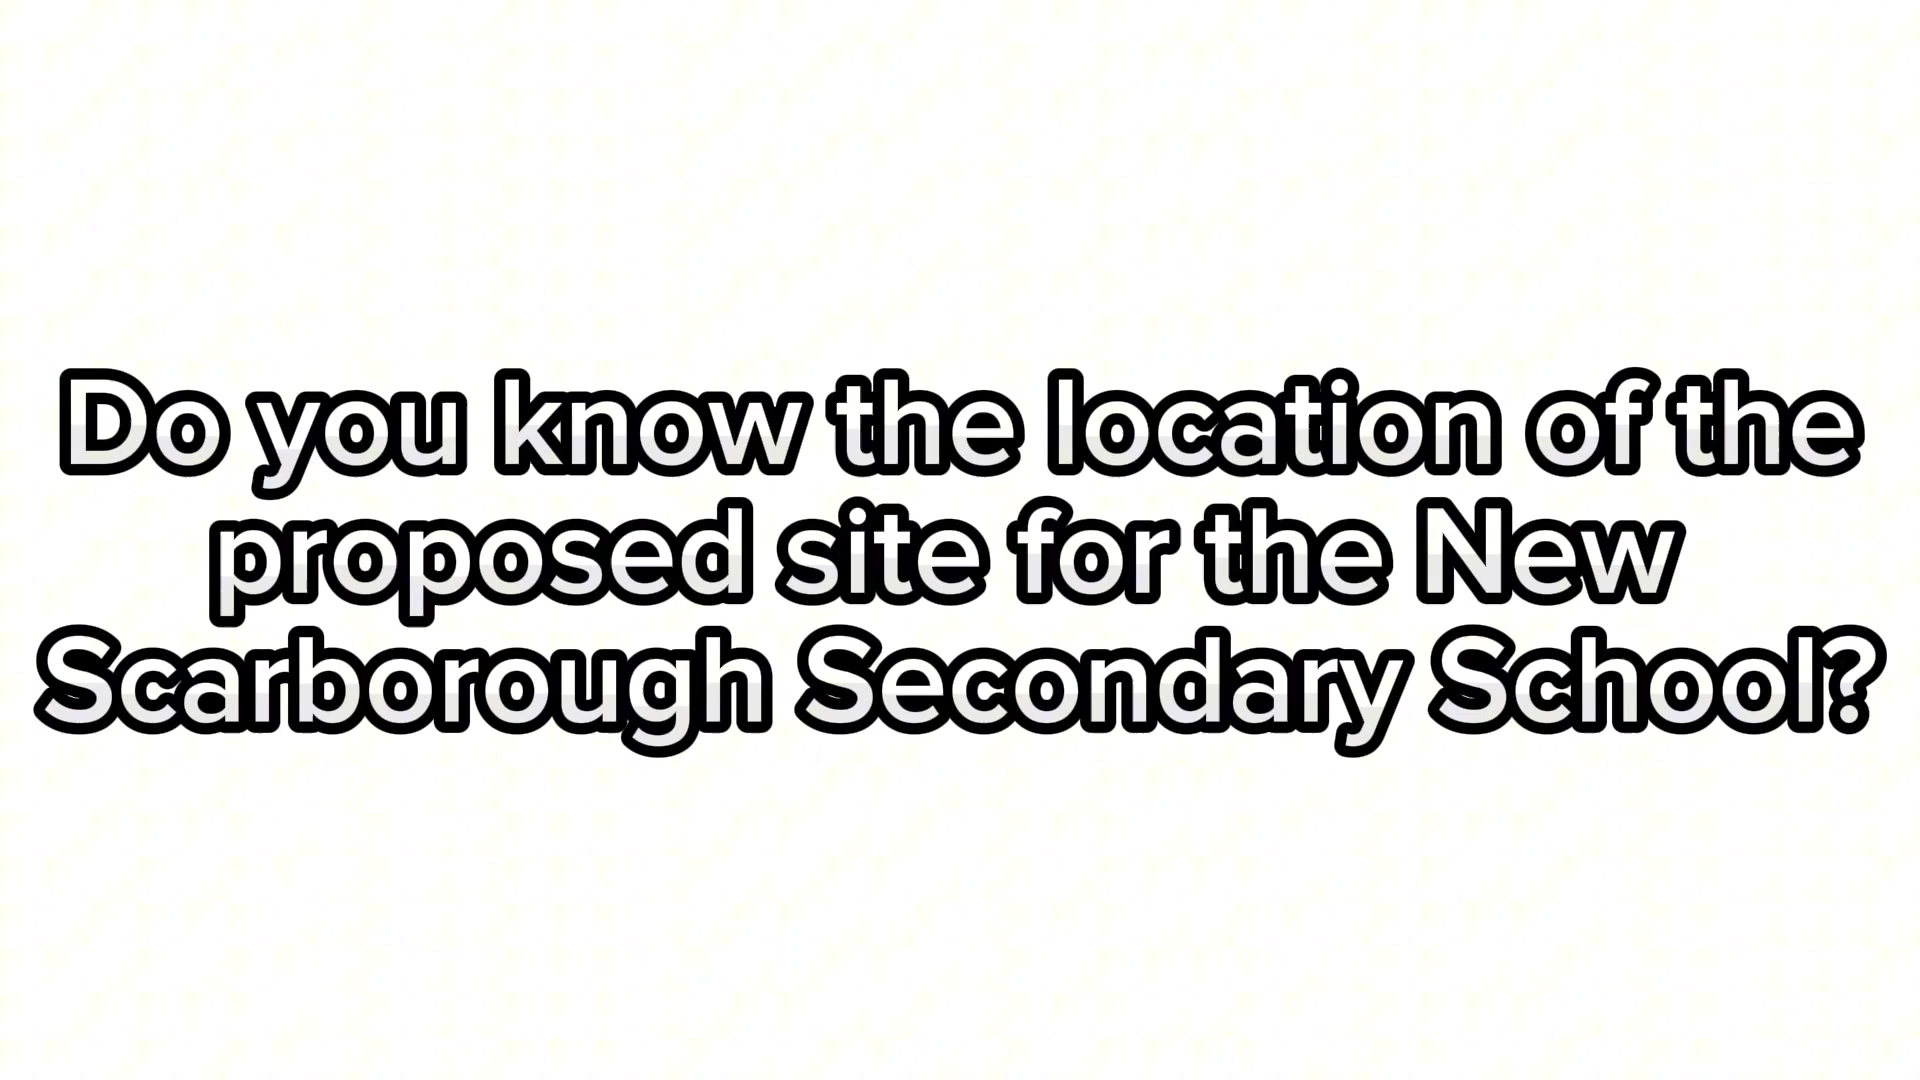 Do you know the location of the
proposed site for the New
Scarborough Secondary School?